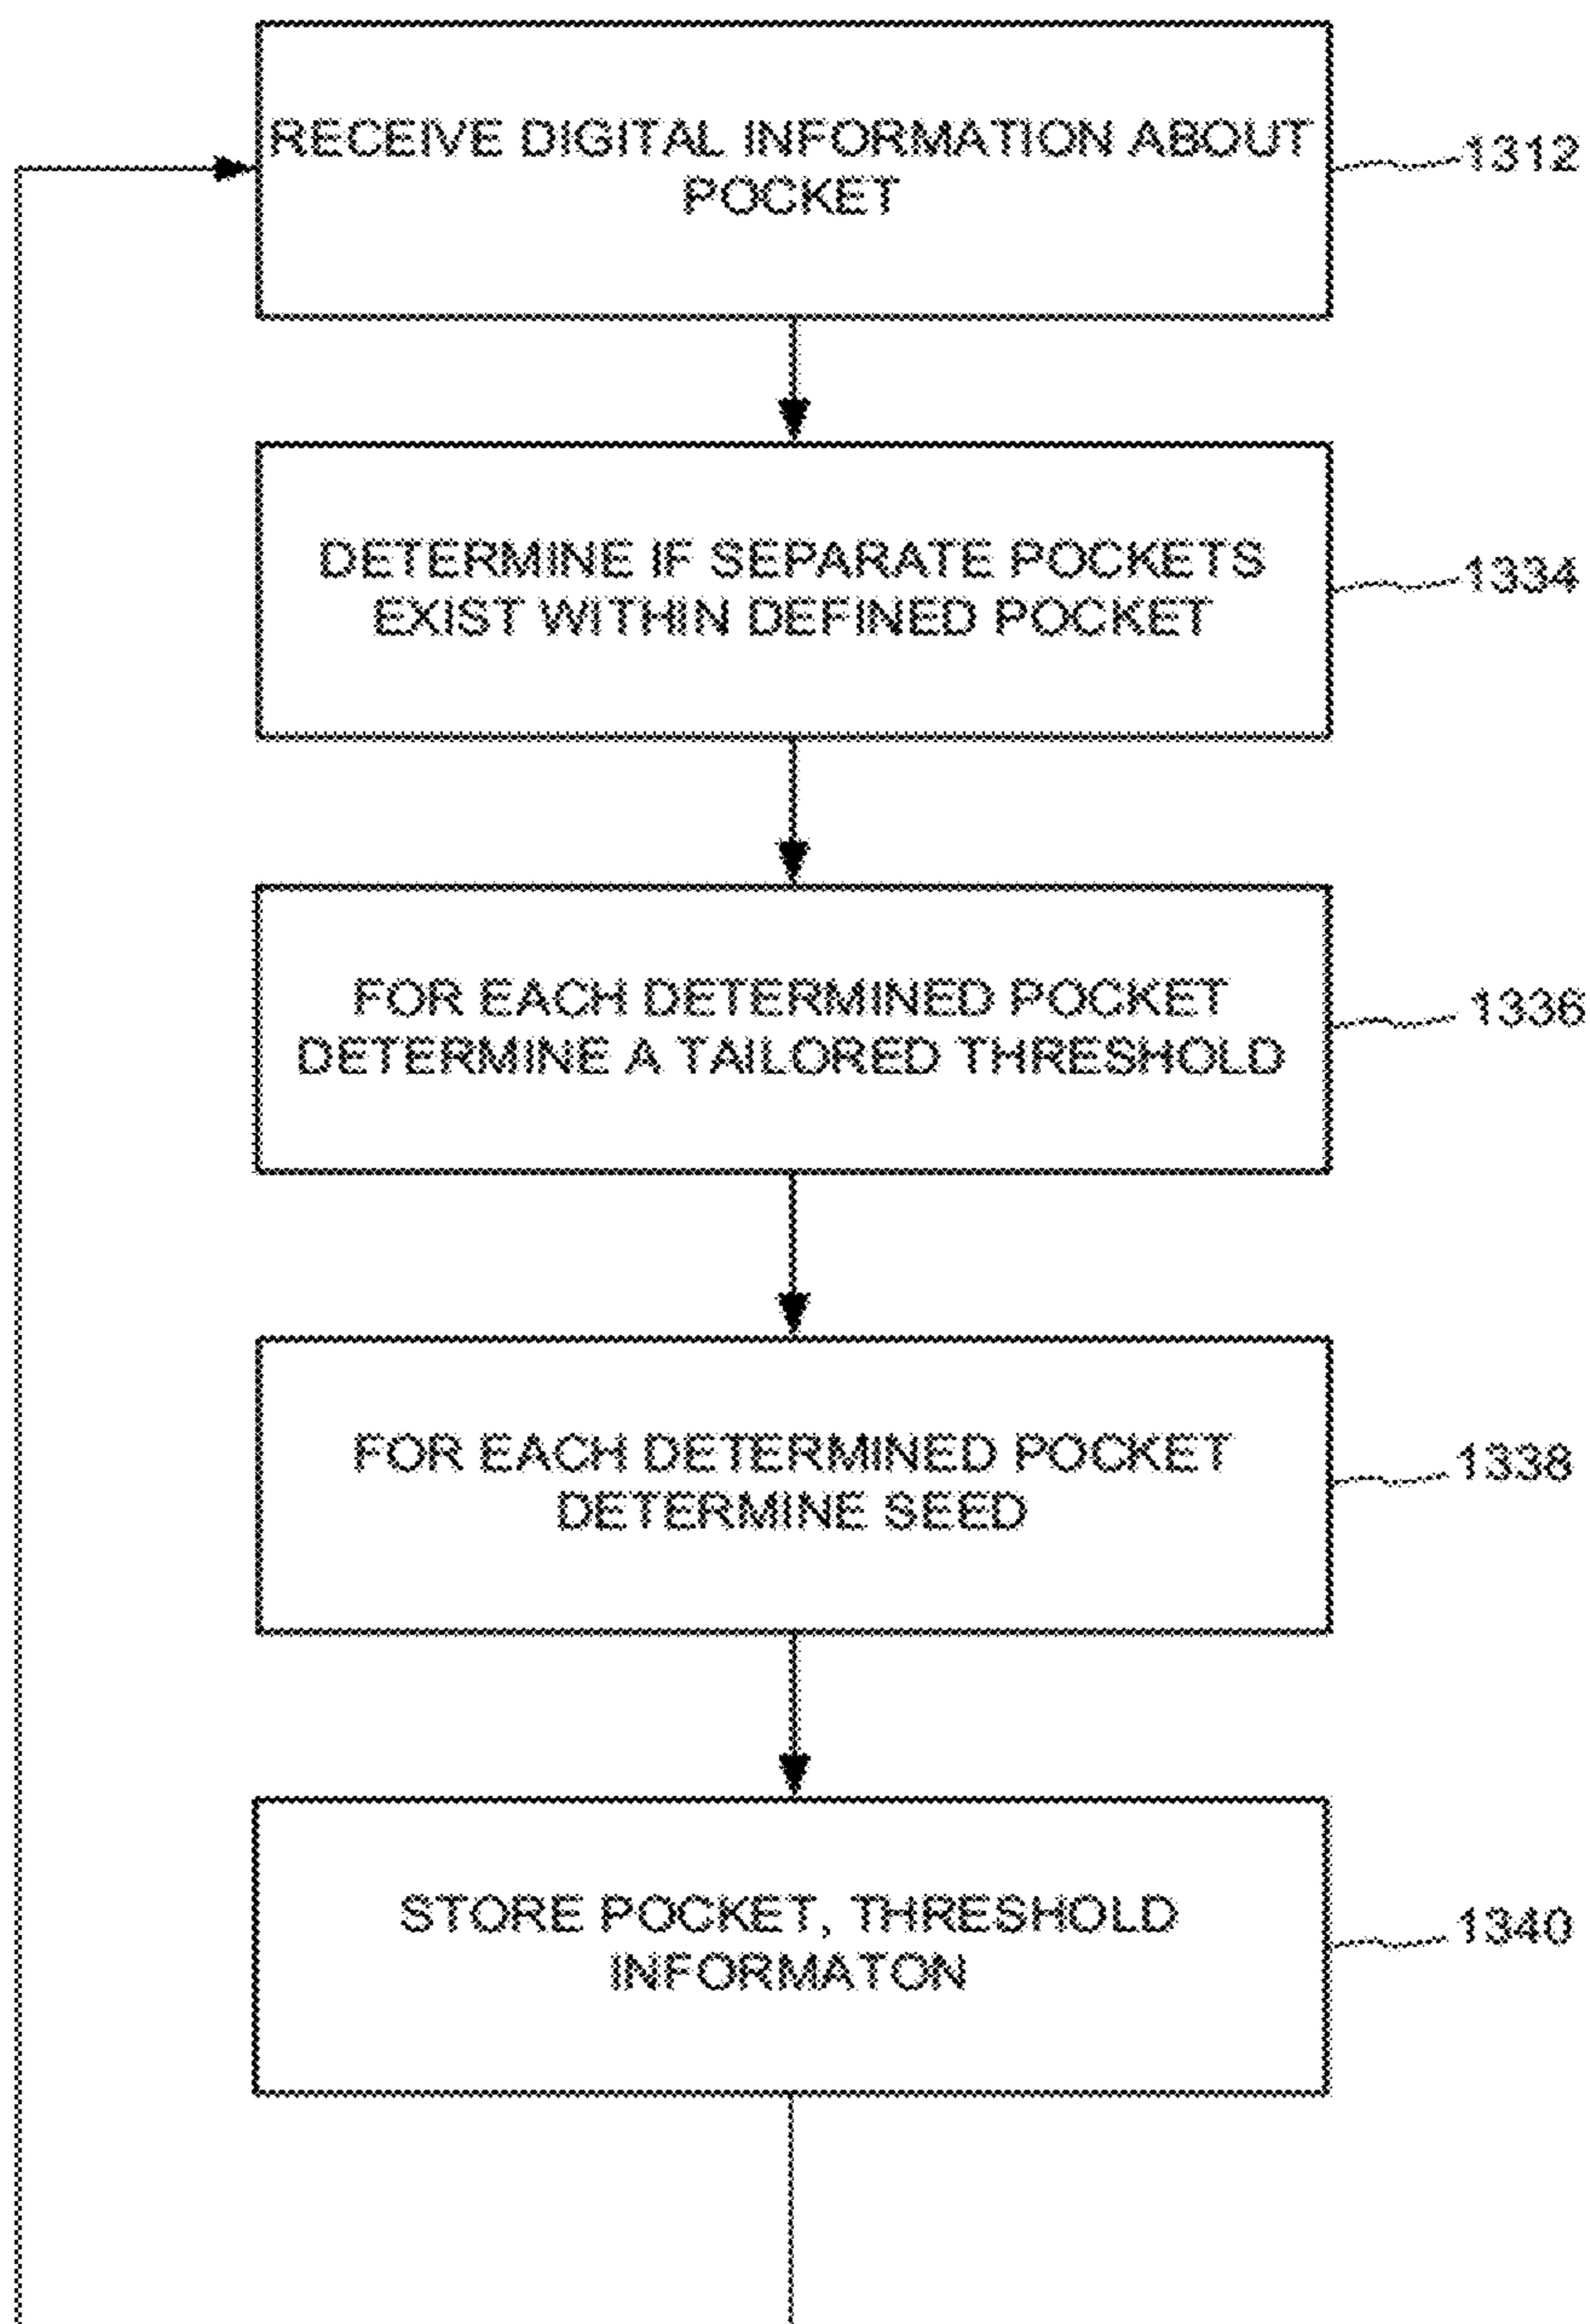 RECEIVE DIGITAL INFORMATION ABOUT
POCKET
1312
DETERMINE IF SEPARATE POCKETS
EXIST WITHIN DEFINED POCKET
1334
FOR EACH DETERMINED POCKET
DETERMINE A TAILORED THRESHOLD
1336
FOR EACH DETERMINED POCKET
DETERMINE SEED
1338
STORE POCKET, THRESHOLD
INFORMATON
1340